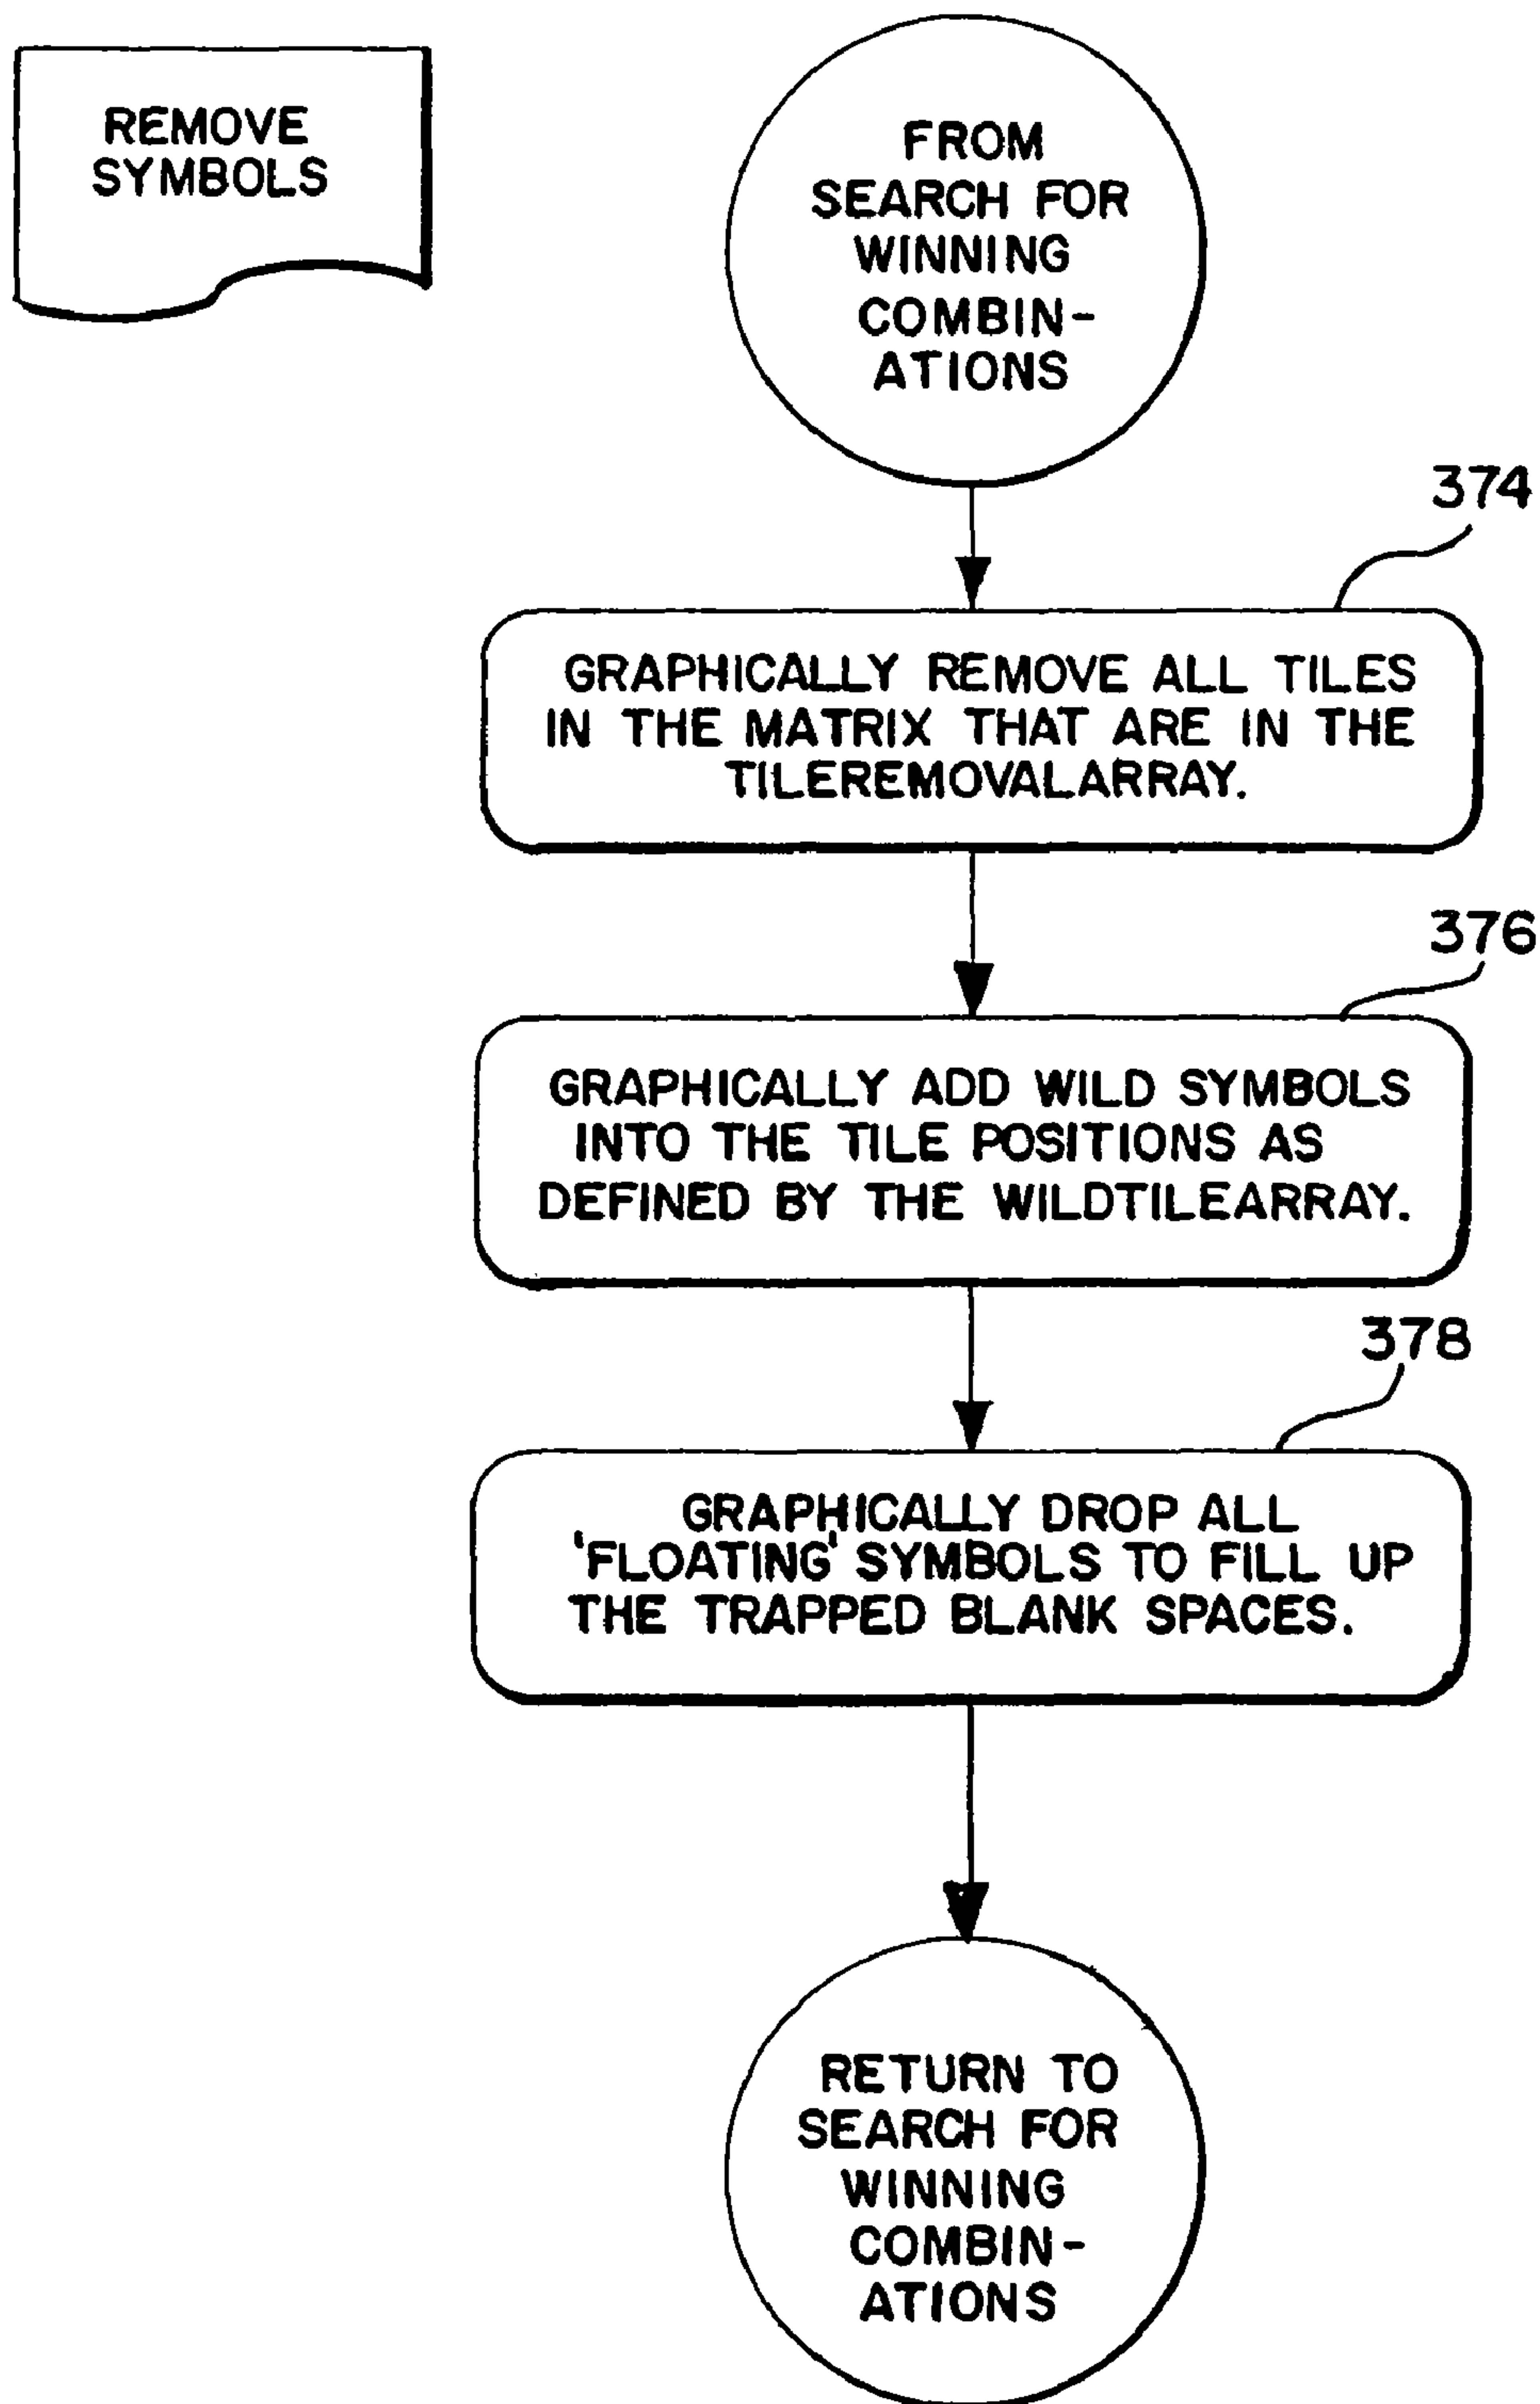 REMOVE
SYMBOLS
FROM
SEARCH FOR
WINNING
COMBIN-
ATIONS
374
GRAPHICALLY REMOVE ALL TILES
IN THE MATRIX THAT ARE IN THE
TILEREMOVALARRAY.
376
GRAPHICALLY ADD WILD SYMBOLS
INTO THE TILE POSITIONS AS
DEFINED BY THE WILDTILEARRAY.
378
GRAPHICALLY DROP ALL
'FLOATING' SYMBOLS TO FILL UP
THE TRAPPED BLANK SPACES.
RETURN TO
SEARCH FOR
WINNING
COMBIN-
ATIONS